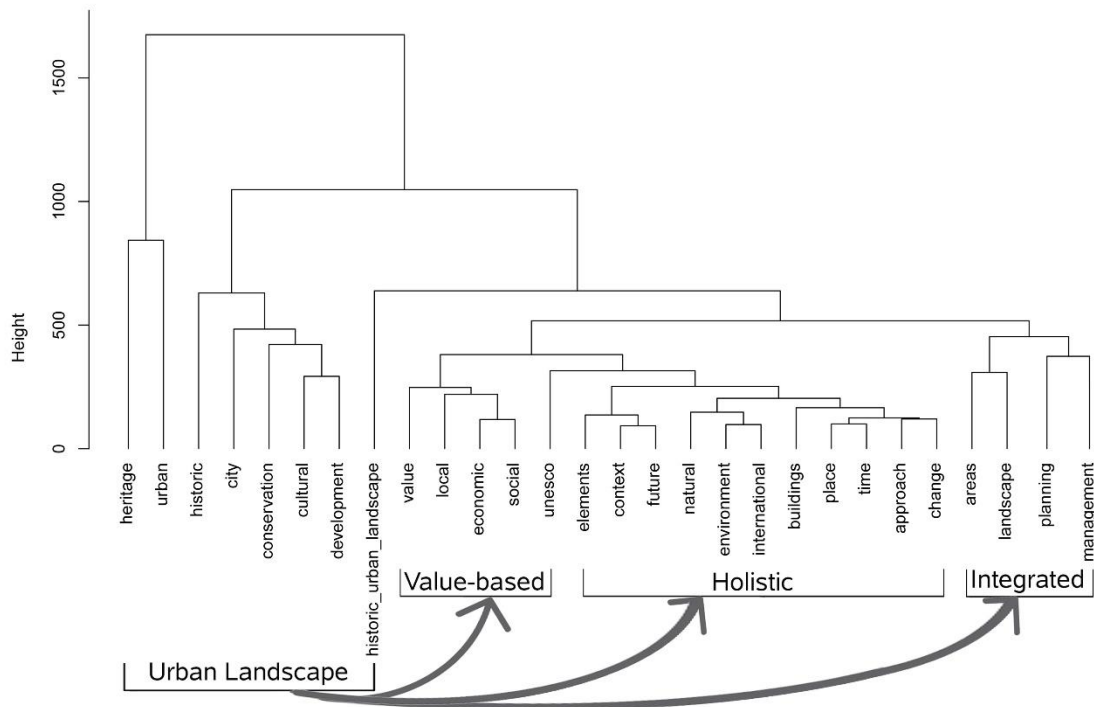 1500
1000
500
0
Height
heritage
urban
historic
city
conservation
cultural
development
historic_urban_landscape
value
local
economic
social
unesco
elements
context
future
natural
environment
international
buildings
place
time
approach
change
areas
landscape
planning
management
Value-based
Holistic
Integrated
Urban Landscape